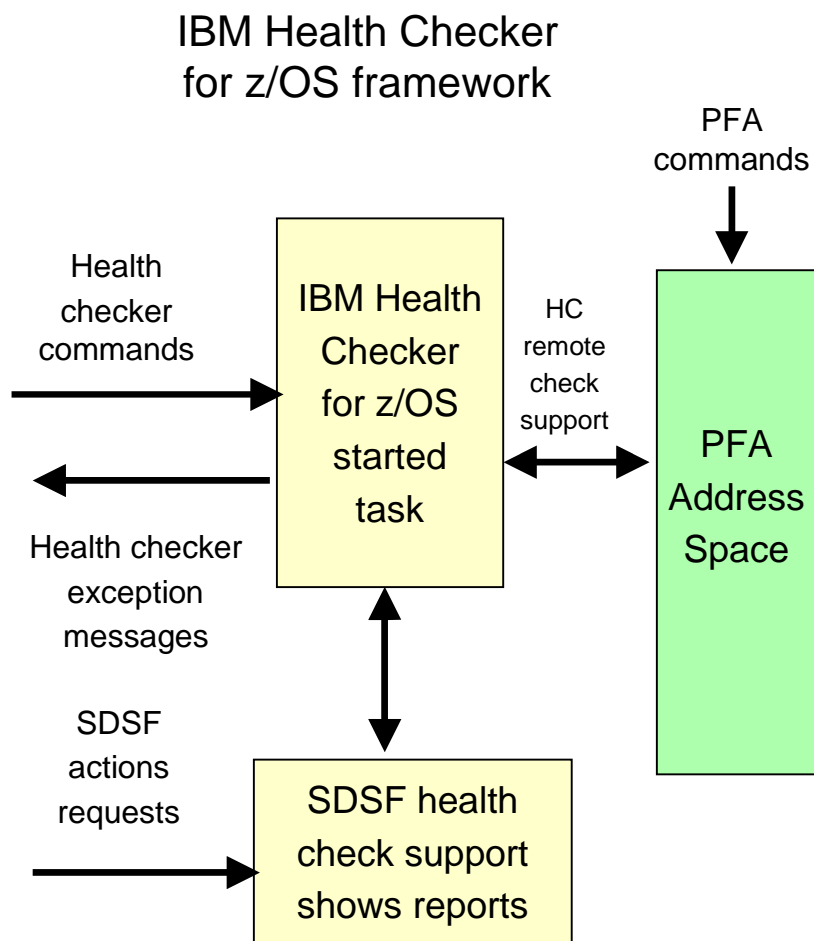 IBM Health Checker
for z/OS framework
PFA
commands
Health
checker
commands
IBM Health
Checker
for z/OS
started
task
HC
remote
check
support
PFA
Address
Space
Health checker
exception
messages
SDSF
actions
requests
SDSF health
check support
shows reports